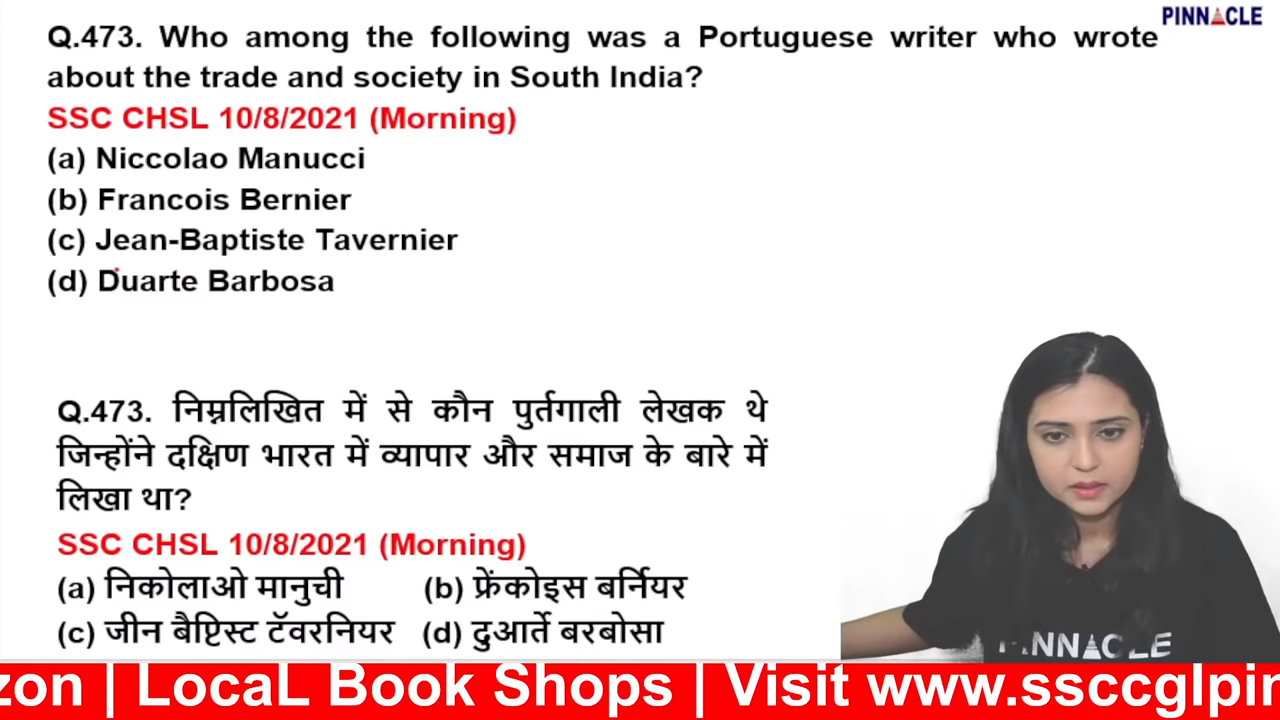 PINNACLE
Q.473. Who among the following was a Portuguese writer who wrote
about the trade and society in South India?
SSC CHSL 10/8/2021 (Morning)
(a) Niccolao Manucci
(b) Francois Bernier
(c) Jean-Baptiste Tavernier
(d) Duarte Barbosa
Q.473. निम्नलिखित में से कौन पुर्तगाली लेखक थे
जिन्होंने दक्षिण भारत में व्यापार और समाज के बारे में
लिखा था?
SSC CHSL 10/8/2021 (Morning)
(a) निकोलाओ मानुची (b) फ्रेंकोइस बर्नियर
(c) जीन बैप्टिस्ट टॅवरनियर (d) दुआर्ते बरबोसा
PINNACLE
zon | LocaL Book Shops | Visit www.ssccglpin